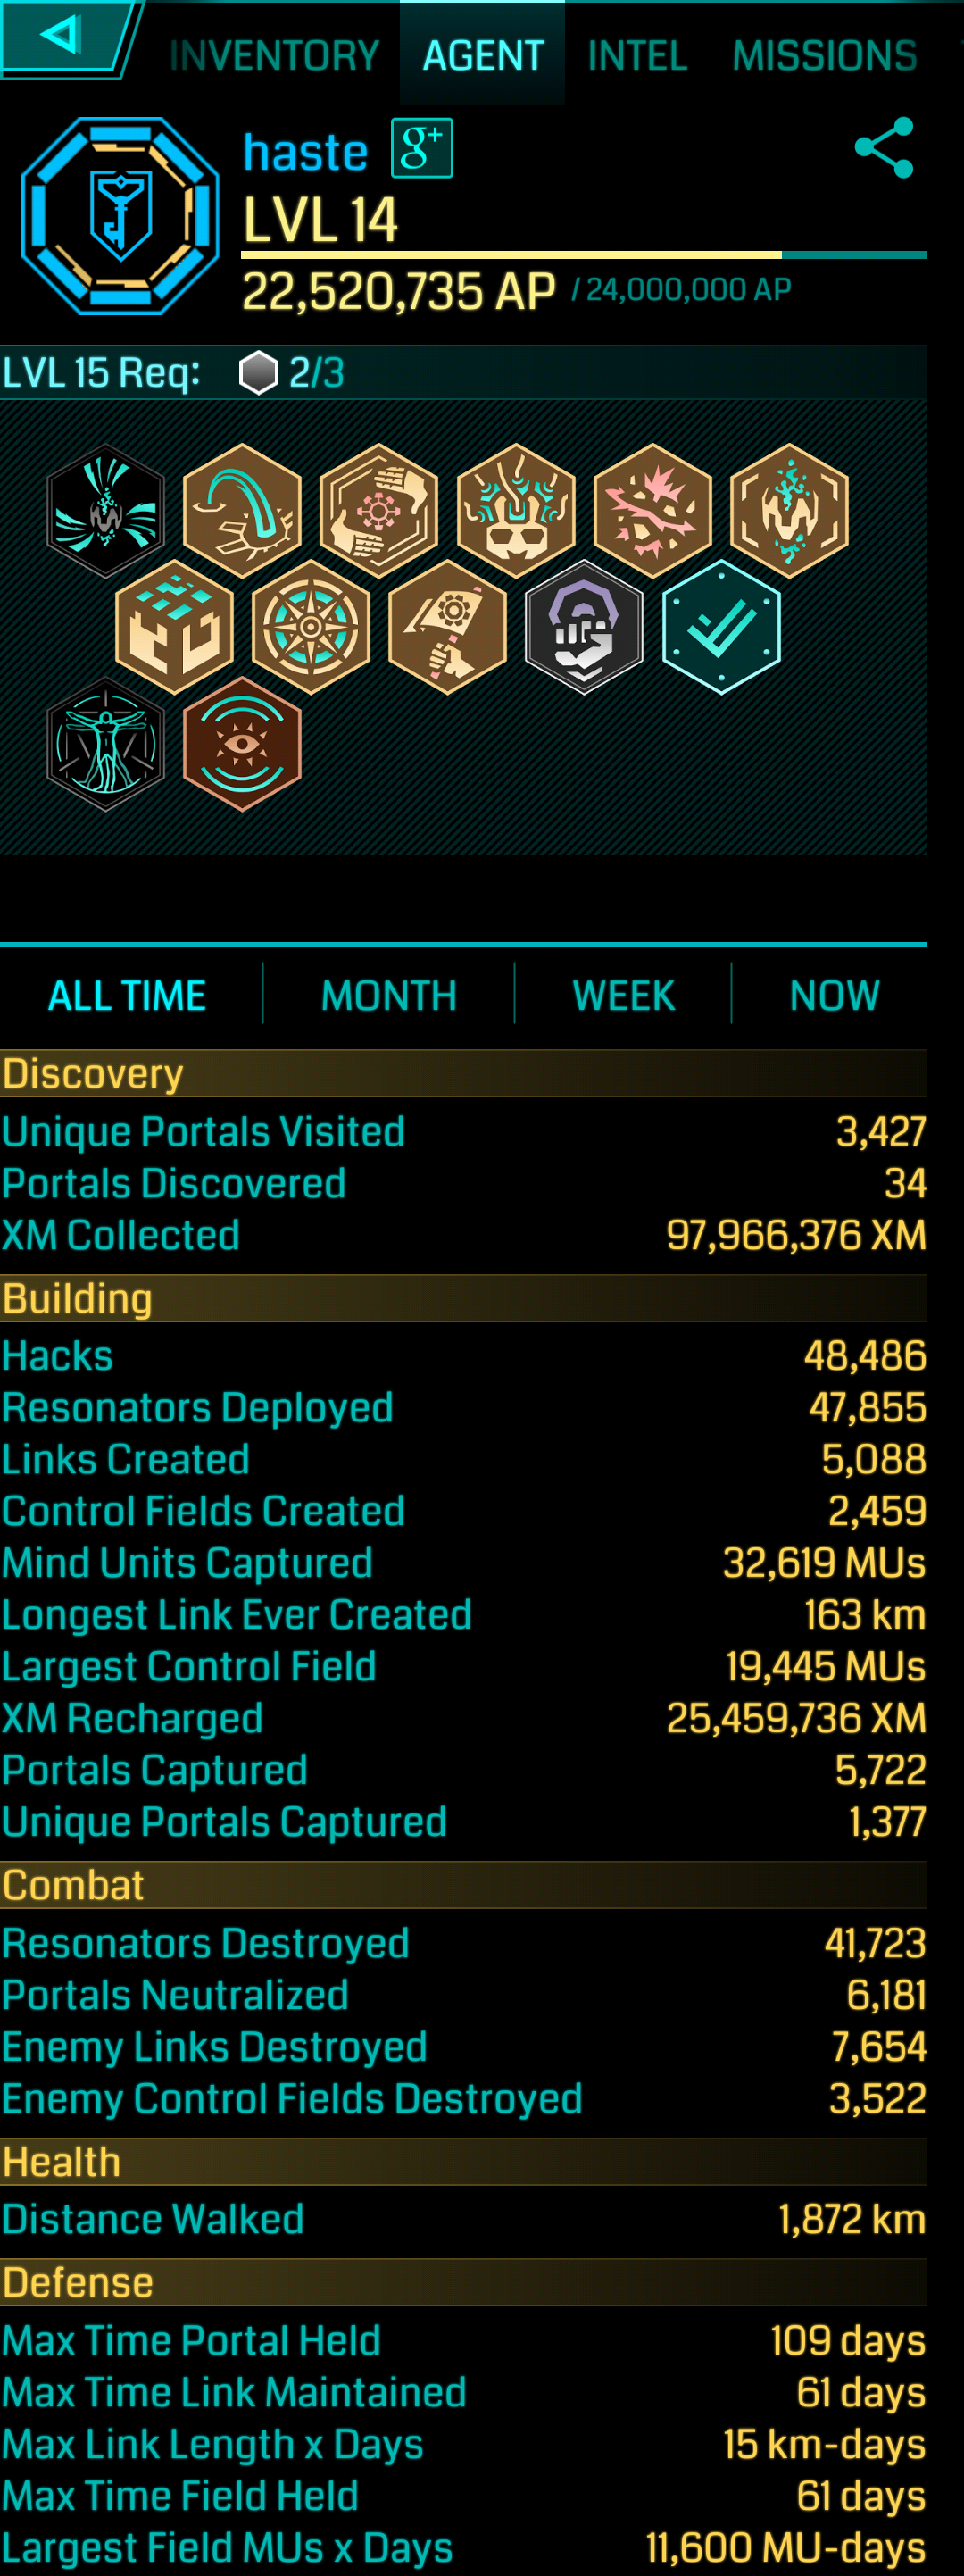 INVENTORY AGENT INTEL MISSIONS
haste g+
LVL 14
22,520,735 AP / 24,000,000 AP
LVL 15 Req: 2/3
ALL TIME MONTH WEEK NOW
Discovery
Unique Portals Visited 3,427
Portals Discovered 34
XM Collected 97,966,376 XM
Building
Hacks 48,486
Resonators Deployed 47,855
Links Created 5,088
Control Fields Created 2,459
Mind Units Captured 32,619 MUs
Longest Link Ever Created 163 km
Largest Control Field 19,445 MUs
XM Recharged 25,459,736 XM
Portals Captured 5,722
Unique Portals Captured 1,377
Combat
Resonators Destroyed 41,723
Portals Neutralized 6,181
Enemy Links Destroyed 7,654
Enemy Control Fields Destroyed 3,522
Health
Distance Walked 1,872 km
Defense
Max Time Portal Held 109 days
Max Time Link Maintained 61 days
Max Link Length x Days 15 km-days
Max Time Field Held 61 days
Largest Field MUs x Days 11,600 MU-days